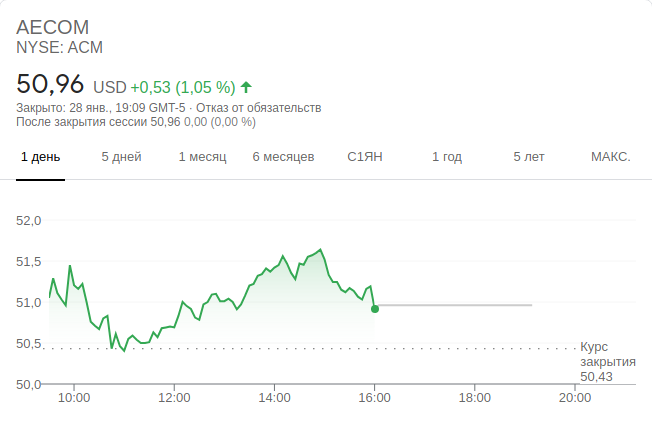 AECOM
NYSE: ACM
50,96 USD +0,53 (1,05 %)
Закрыто: 28 янв., 19:09 GMT-5 · Отказ от обязательств
После закрытия сессии 50,96 0,00 (0,00 %)
1 день 5 дней 1 месяц 6 месяцев С1ЯН 1 год 5 лет МАКС.
52,0
51,5
51,0
50,5
50,0
Курс
закрытия
50,43
10:00 12:00 14:00 16:00 18:00 20:00